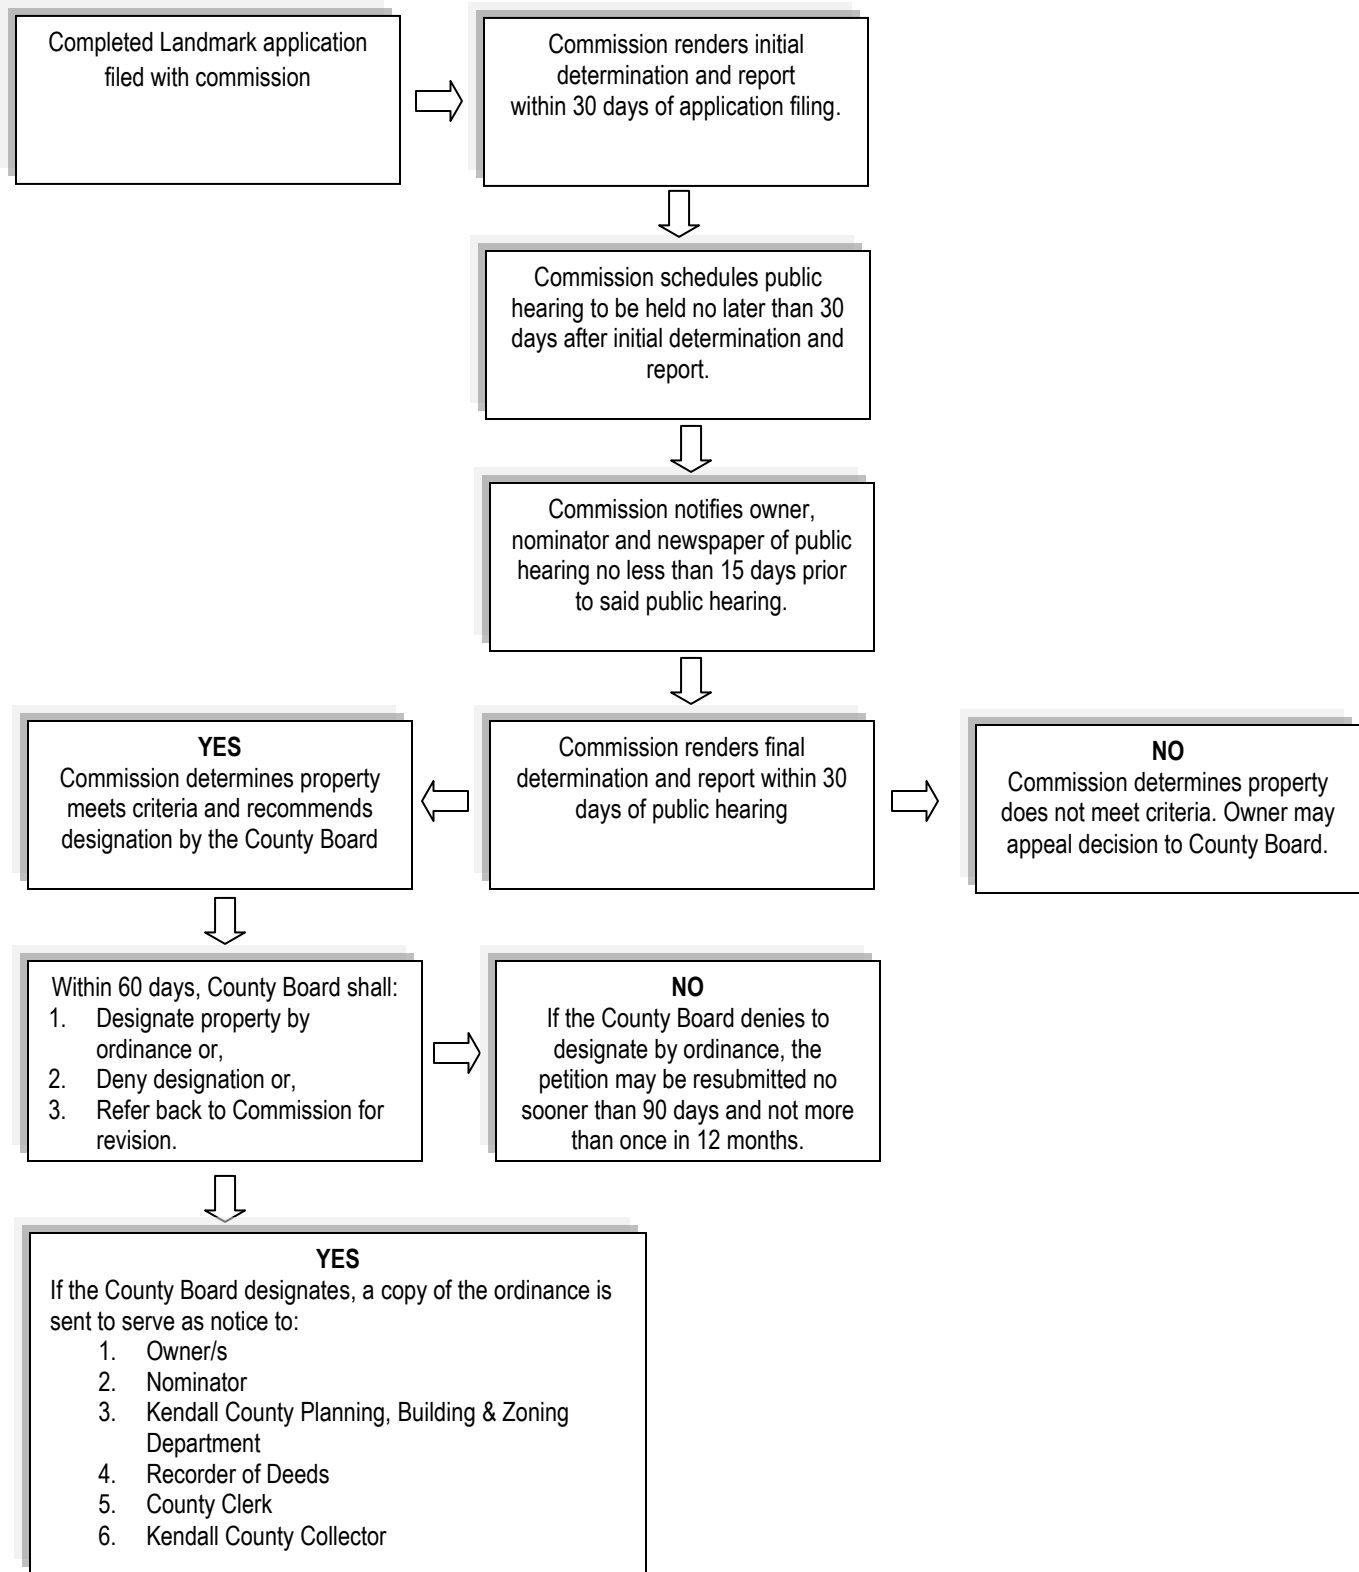 Completed Landmark application
filed with commission
Commission renders initial
determination and report
within 30 days of application filing.
Commission schedules public
hearing to be held no later than 30
days after initial determination and
report.
Commission notifies owner,
nominator and newspaper of public
hearing no less than 15 days prior
to said public hearing.
YES
Commission determines property
meets criteria and recommends
designation by the County Board
Commission renders final
determination and report within 30
days of public hearing
NO
Commission determines property
does not meet criteria. Owner may
appeal decision to County Board.
Within 60 days, County Board shall:
1. Designate property by
ordinance or,
2. Deny designation or,
3. Refer back to Commission for
revision.
NO
If the County Board denies to
designate by ordinance, the
petition may be resubmitted no
sooner than 90 days and not more
than once in 12 months.
YES
If the County Board designates, a copy of the ordinance is
sent to serve as notice to:
1. Owner/s
2. Nominator
3. Kendall County Planning, Building & Zoning
Department
4. Recorder of Deeds
5. County Clerk
6. Kendall County Collector